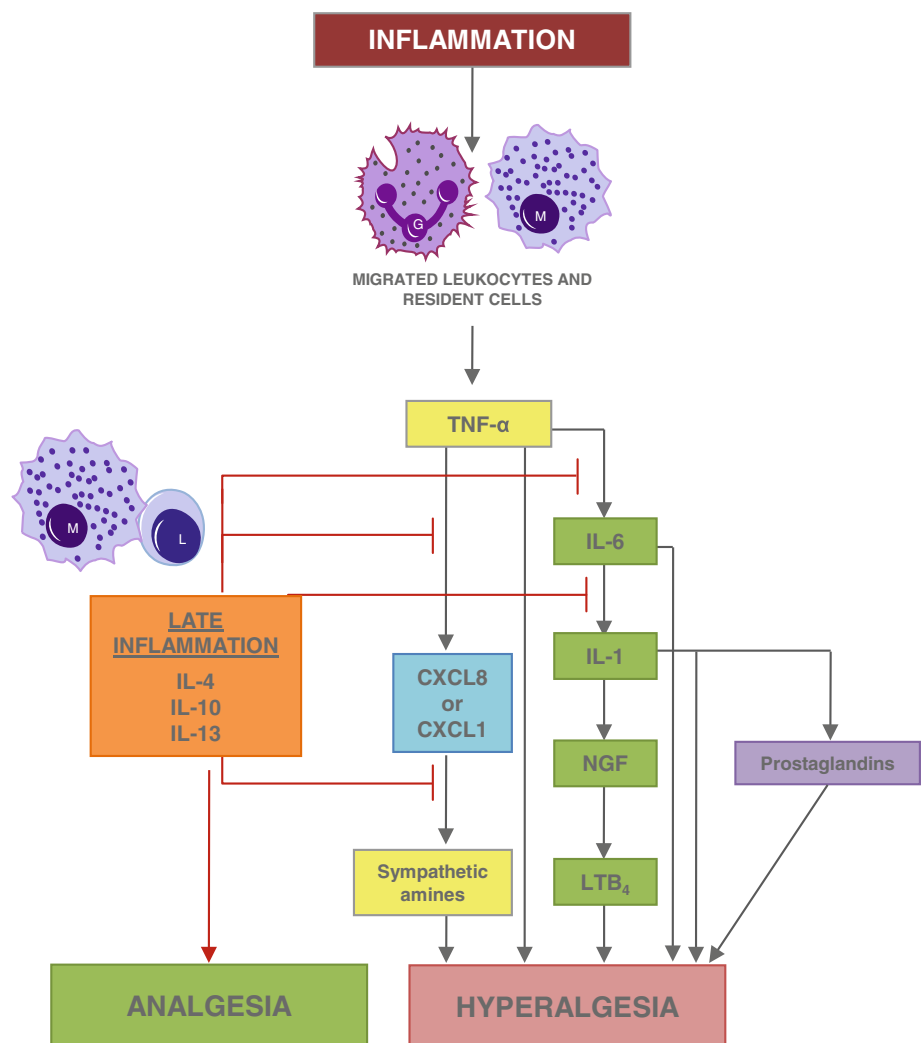 INFLAMMATION
G
M
MIGRATED LEUKOCYTES AND
RESIDENT CELLS
TNF-α
M
L
IL-6
LATE
INFLAMMATION
IL-4
IL-10
IL-13
IL-1
CXCL8
or
CXCL1
NGF
Prostaglandins
Sympathetic
amines
LTB₄
ANALGESIA
HYPERALGESIA